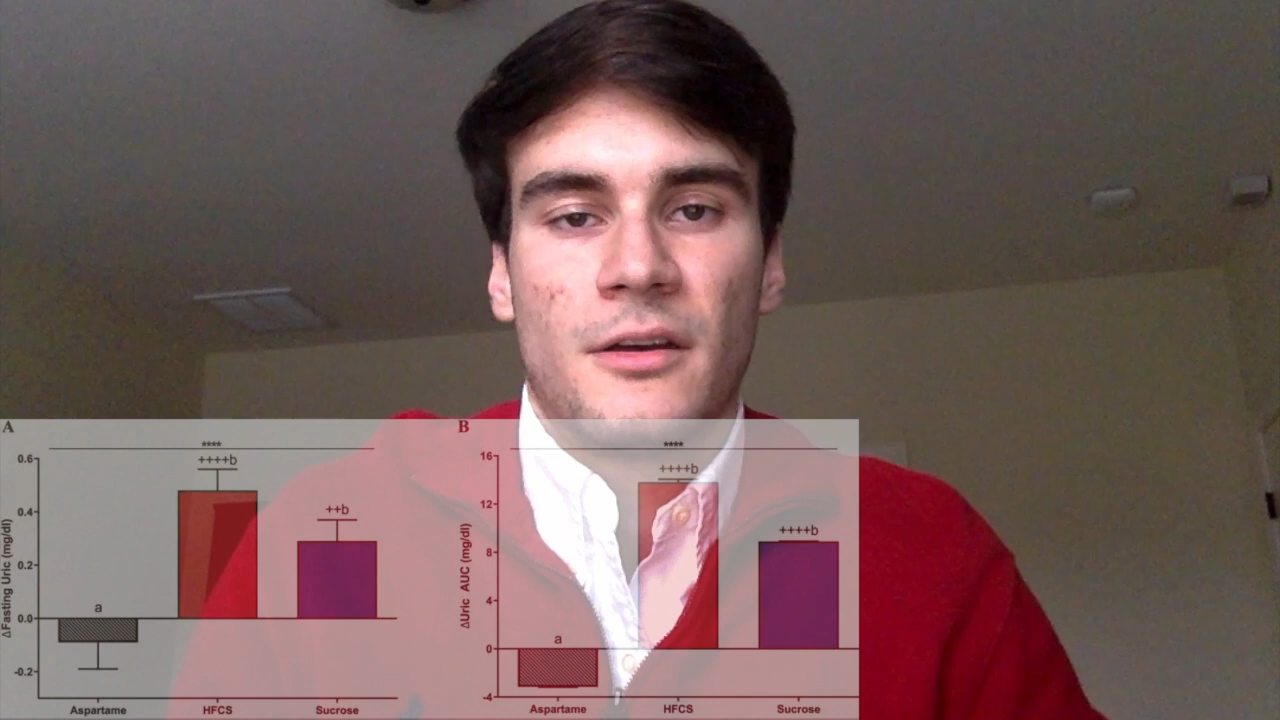 A
****
++++b
0.6
++b
0.4
ΔFasting Uric (mg/dl)
0.2
a
0.0
-0.2
Aspartame HFCS Sucrose
B
****
16
++++b
12
++++b
8
ΔUric AUC (mg/dl)
4
a
0
-4
Aspartame HFCS Sucrose